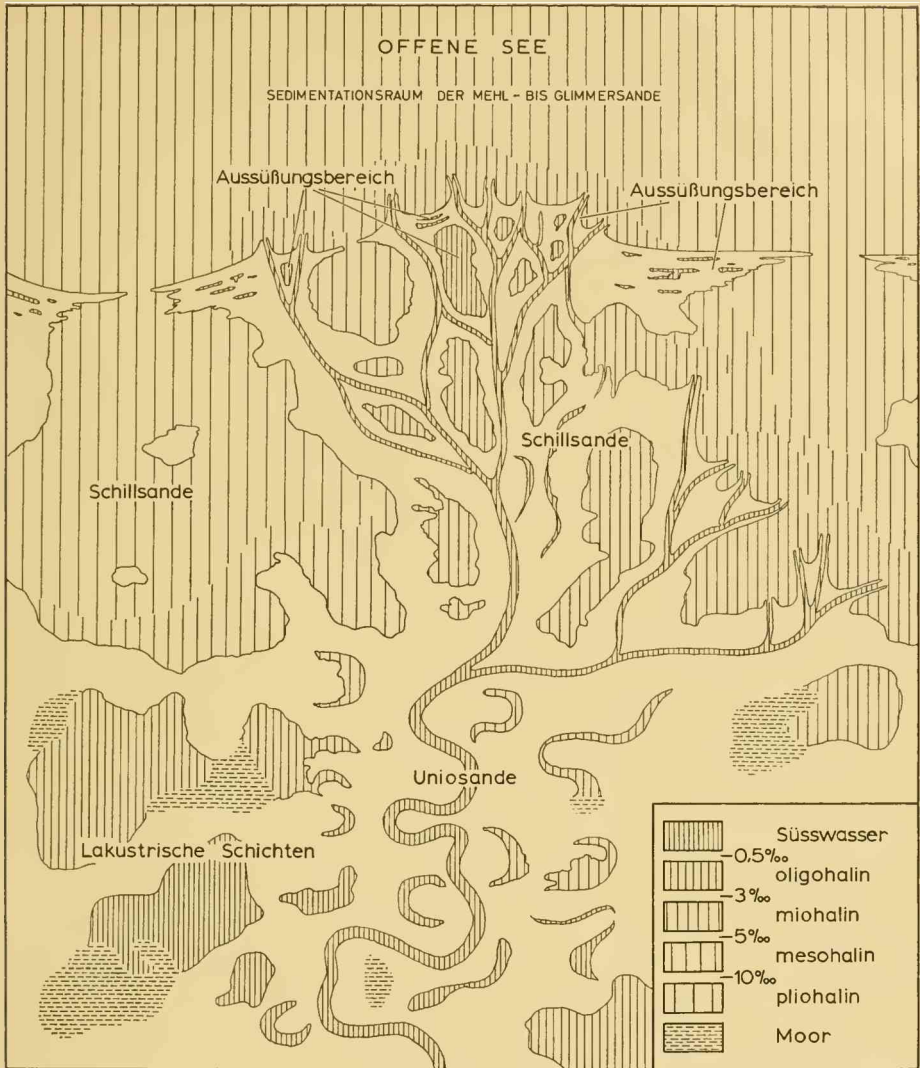 OFFENE SEE
SEDIMENTATIONSRAUM DER MEHL - BIS GLIMMERSANDE
Aussüßungsbereich
Aussüßungsbereich
Schillsande
Schillsande
Uniosande
Lakustrische Schichten
Süsswasser
-0,5‰
oligohalin
-3‰
miohalin
-5‰
mesohalin
-10‰
pliohalin
Moor